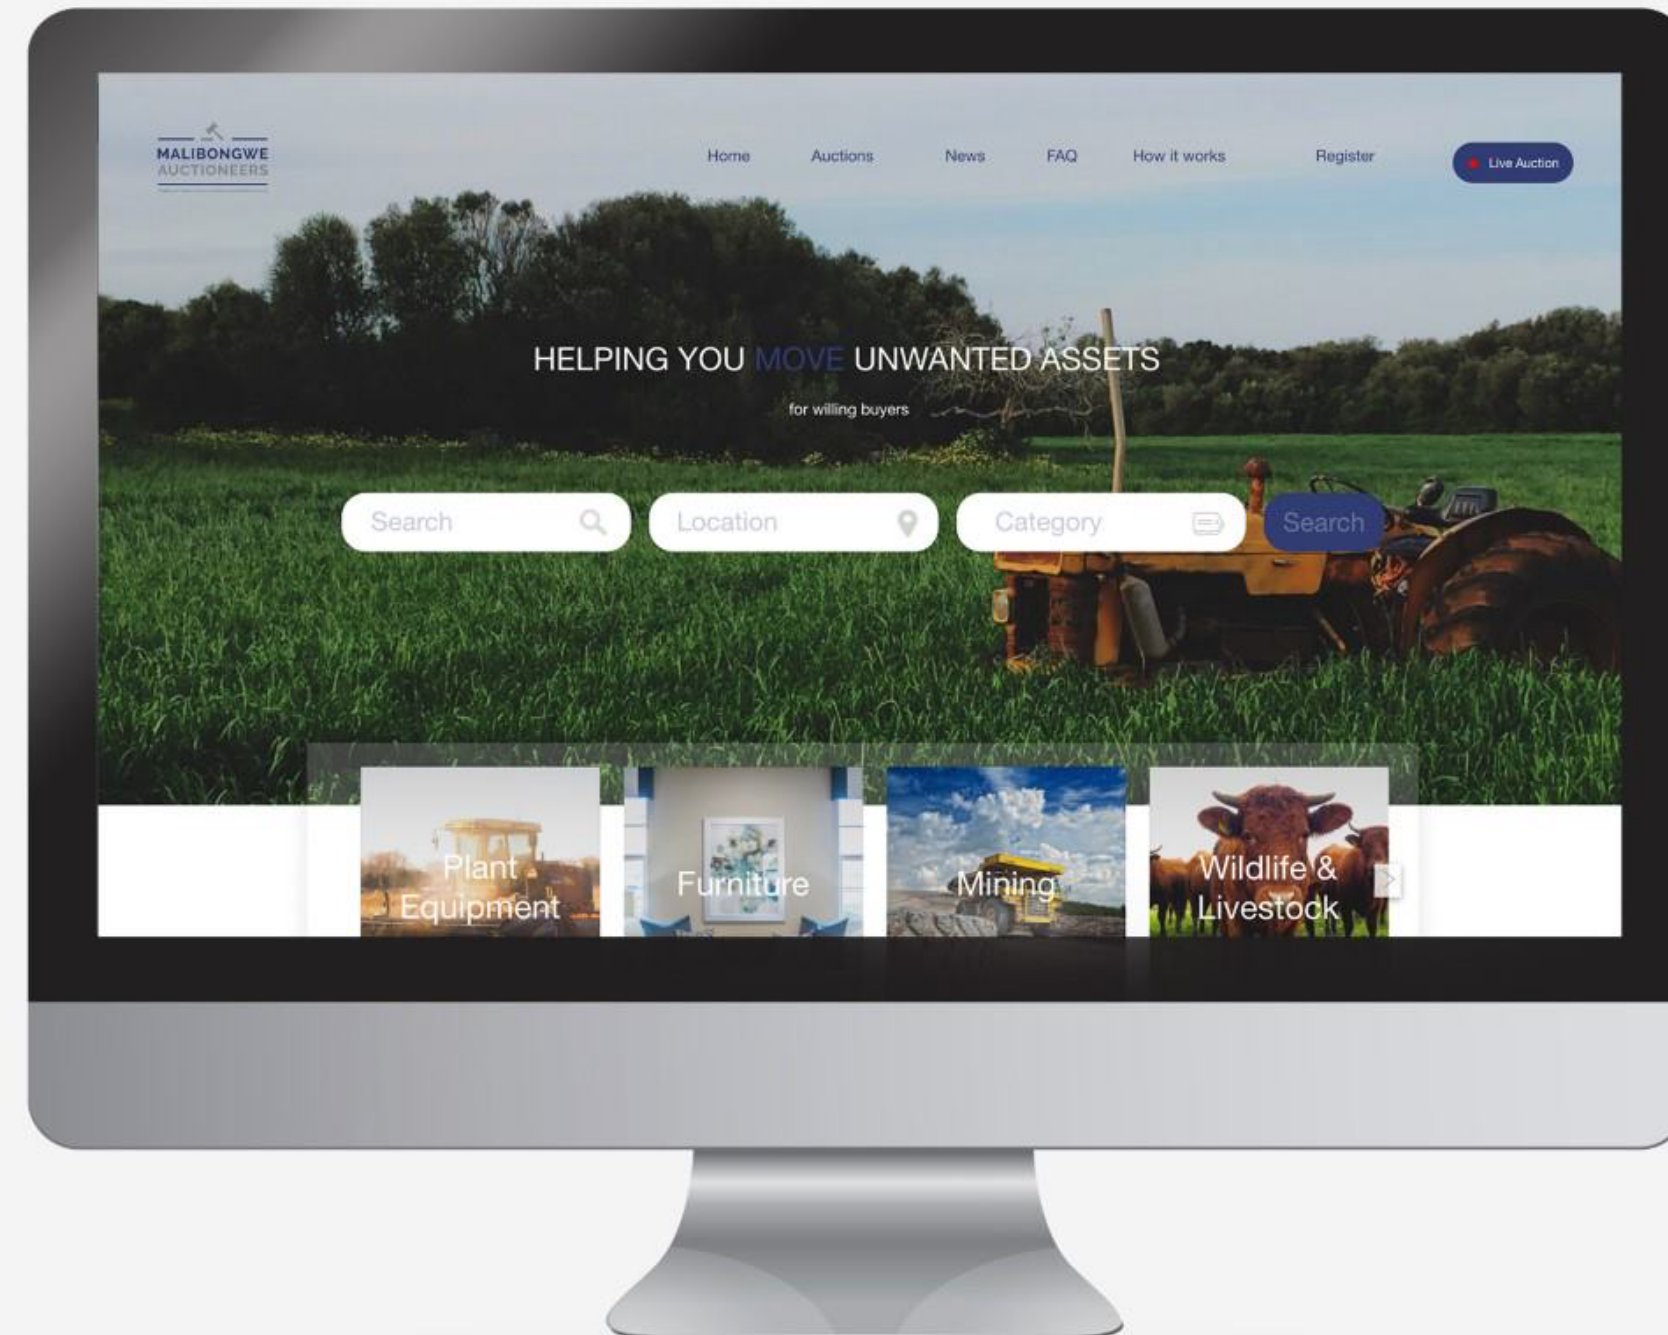 MALIBONGWE
AUCTIONEERS
Home Auctions News FAQ How it works Register Live Auction
HELPING YOU MOVE UNWANTED ASSETS
for willing buyers
Search Location Category Search
Plant
Equipment
Furniture
Mining
Wildlife &
Livestock